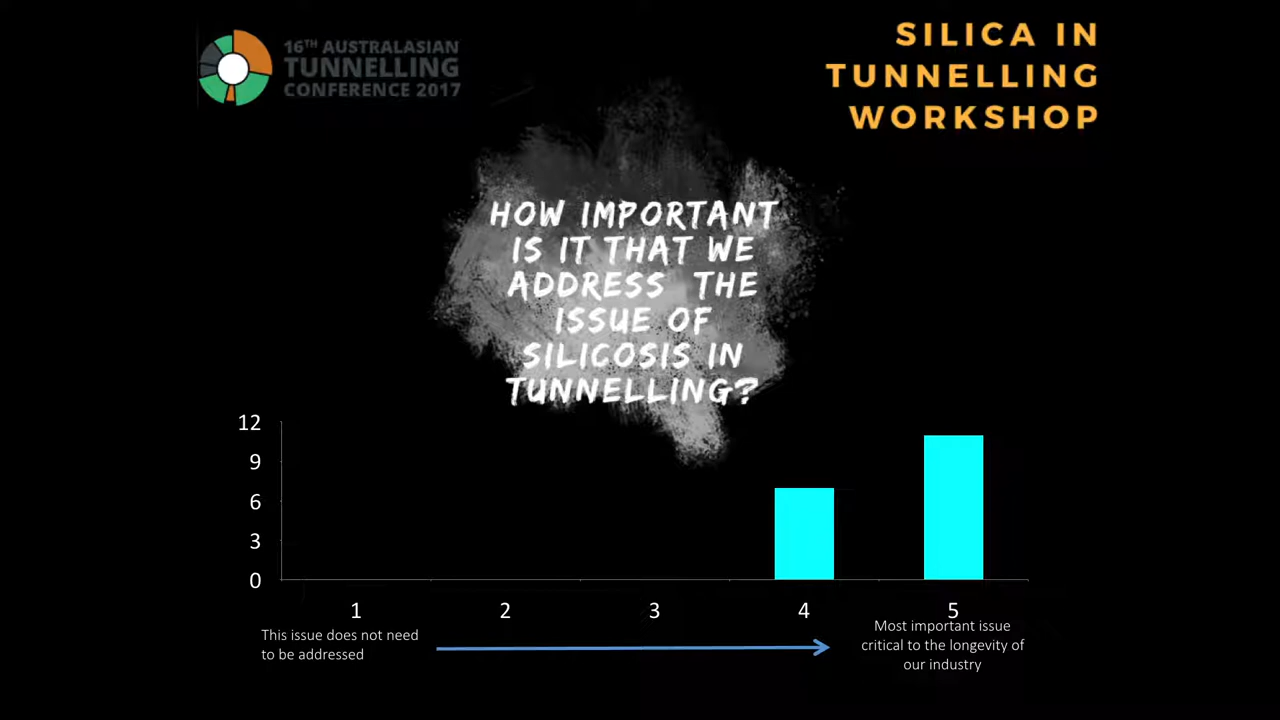 16TH AUSTRALASIAN
TUNNELLING
CONFERENCE 2017
SILICA IN
TUNNELLING
WORKSHOP
HOW IMPORTANT
IS IT THAT WE
ADDRESS THE
ISSUE OF
SILICOSIS IN
TUNNELLING?
12
9
6
3
0
1
2
3
4
5
This issue does not need
to be addressed
Most important issue
critical to the longevity of
our industry